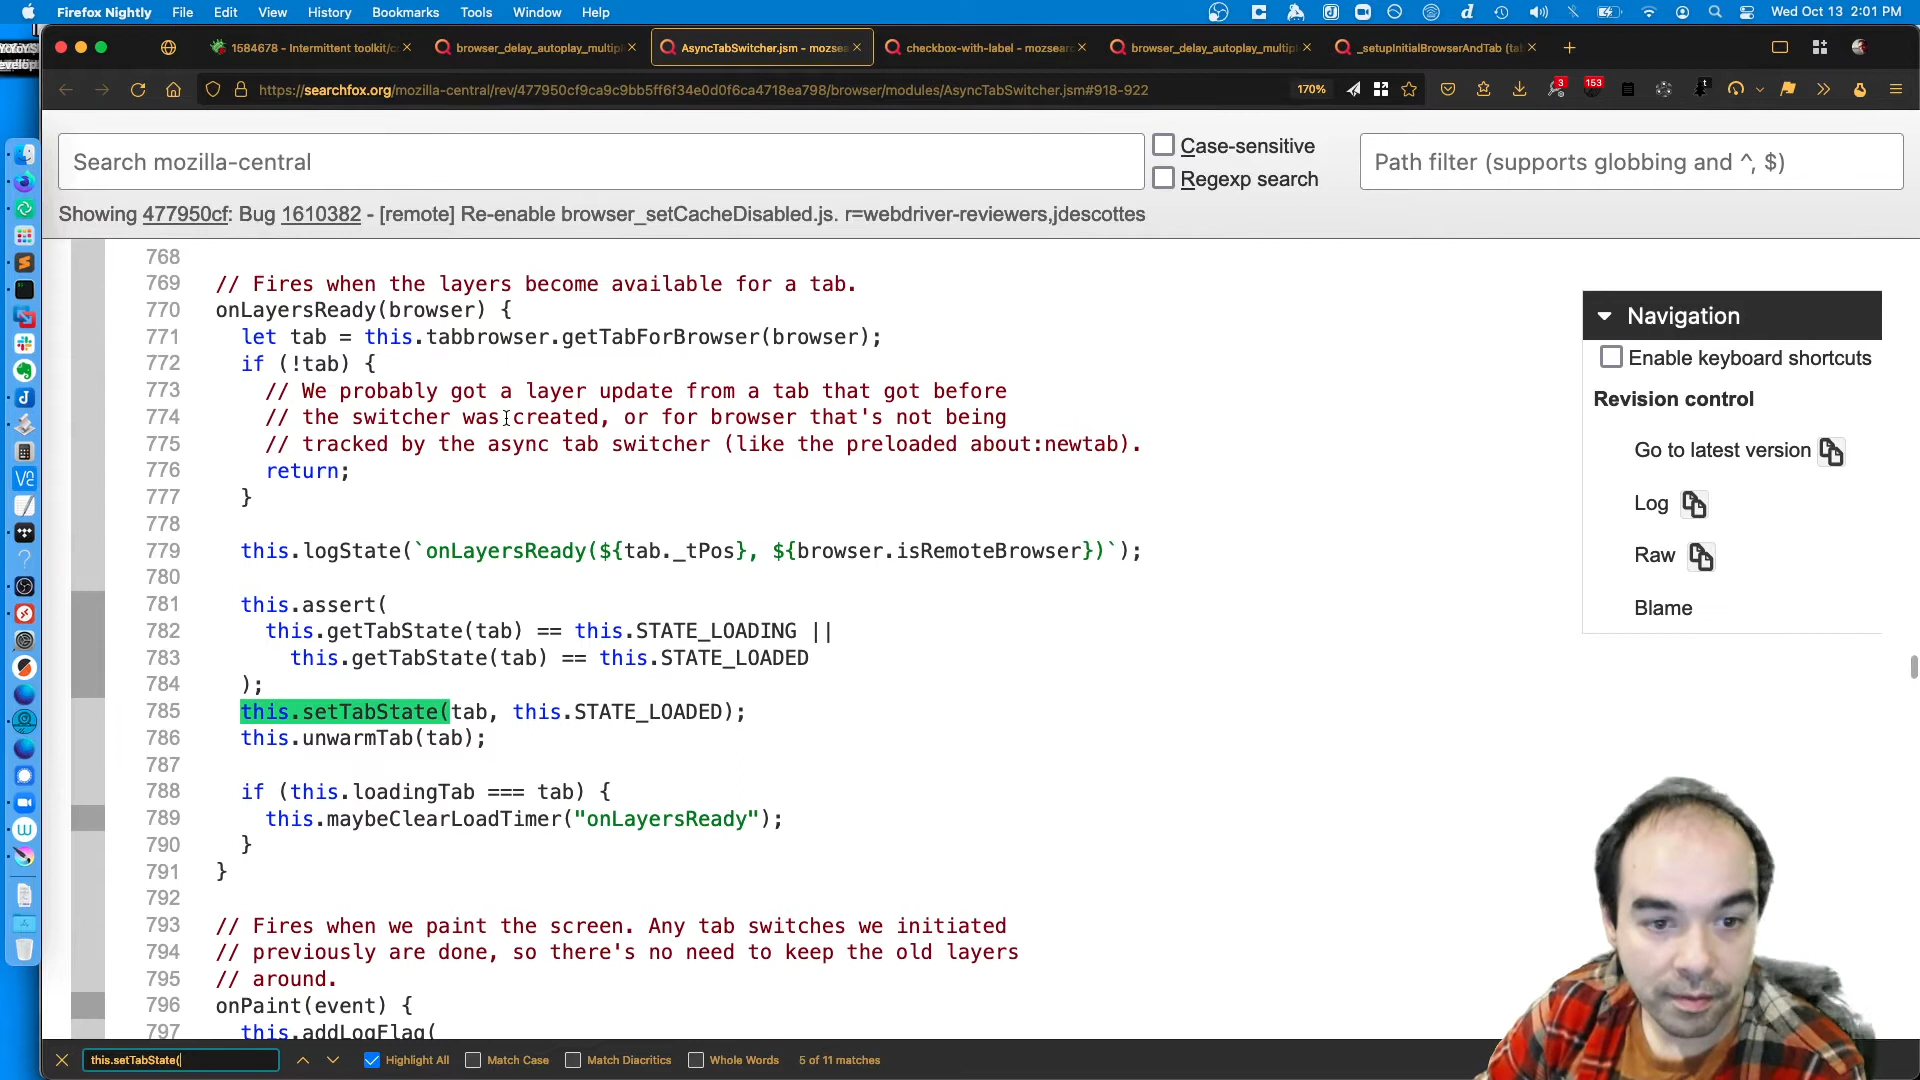 Firefox Nightly File Edit View History Bookmarks Tools Window Help Wed Oct 13 2:01 PM
1584678 - Intermittent toolkit/c browser_delay_autoplay_multipl AsyncTabSwitcher.jsm - mozsea checkbox-with-label - mozsearc browser_delay_autoplay_multipl _setupInitialBrowserAndTab (tal
https://searchfox.org/mozilla-central/rev/477950cf9ca9c9bb5ff6f34e0d0f6ca4718ea798/browser/modules/AsyncTabSwitcher.jsm#918-922 170% 3 153
Search mozilla-central
Case-sensitive
Regexp search
Path filter (supports globbing and ^, $)
Showing 477950cf: Bug 1610382 - [remote] Re-enable browser_setCacheDisabled.js. r=webdriver-reviewers,jdescottes
768
769 // Fires when the layers become available for a tab.
770 onLayersReady(browser) {
771 let tab = this.tabbrowser.getTabForBrowser(browser);
772 if (!tab) {
773 // We probably got a layer update from a tab that got before
774 // the switcher was created, or for browser that's not being
775 // tracked by the async tab switcher (like the preloaded about:newtab).
776 return;
777 }
778
779 this.logState(`onLayersReady(${tab._tPos}, ${browser.isRemoteBrowser})`);
780
781 this.assert(
782 this.getTabState(tab) == this.STATE_LOADING ||
783 this.getTabState(tab) == this.STATE_LOADED
784 );
785 this.setTabState(tab, this.STATE_LOADED);
786 this.unwarmTab(tab);
787
788 if (this.loadingTab === tab) {
789 this.maybeClearLoadTimer("onLayersReady");
790 }
791 }
792
793 // Fires when we paint the screen. Any tab switches we initiated
794 // previously are done, so there's no need to keep the old layers
795 // around.
796 onPaint(event) {
797 this.addLogFlag(
Navigation
Enable keyboard shortcuts
Revision control
Go to latest version
Log
Raw
Blame
this.setTabState( Highlight All Match Case Match Diacritics Whole Words 5 of 11 matches